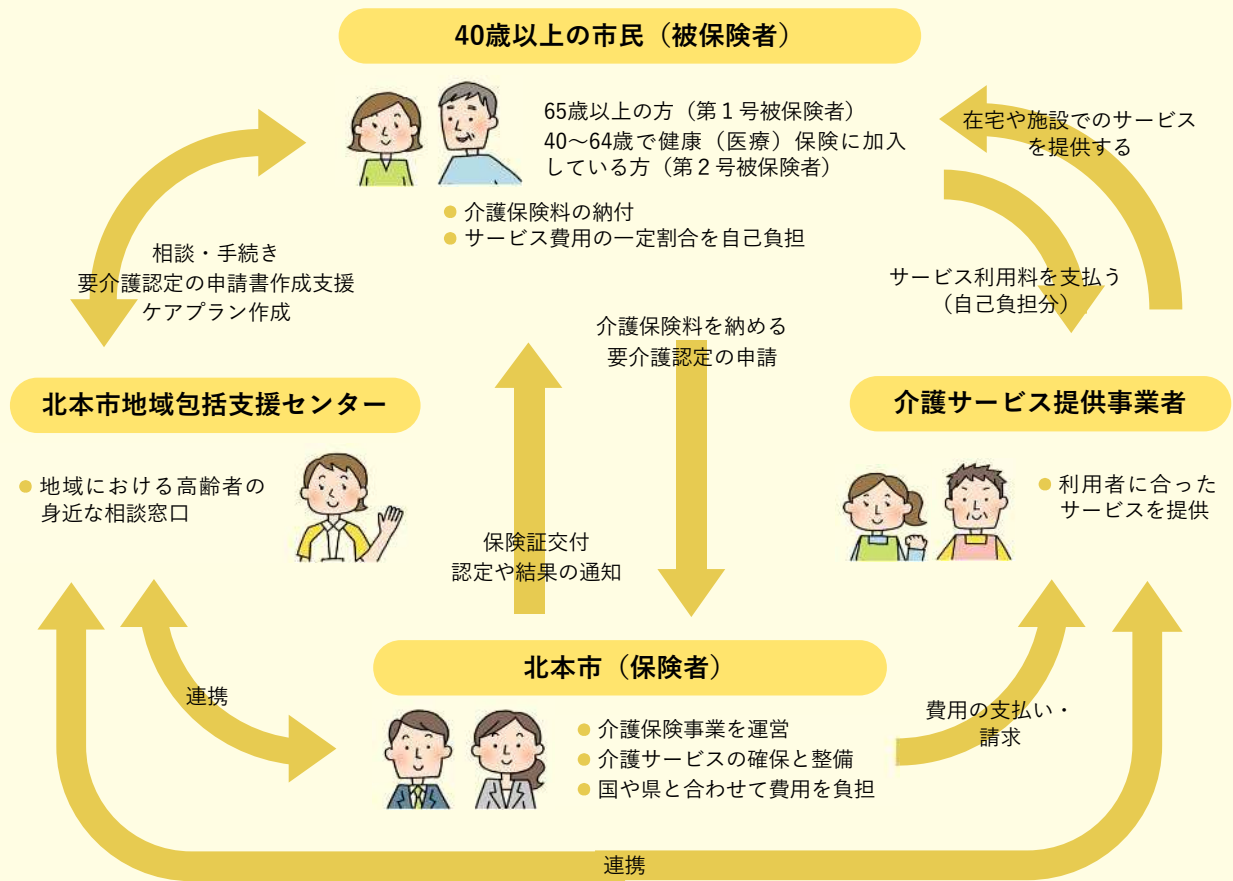 40歳以上の市民（被保険者）
65歳以上の方（第１号被保険者）
40〜64歳で健康（医療）保険に加入
している方（第２号被保険者）
● 介護保険料の納付
● サービス費用の一定割合を自己負担
在宅や施設でのサービス
を提供する
相談・手続き
要介護認定の申請書作成支援
ケアプラン作成
サービス利用料を支払う
（自己負担分）
介護保険料を納める
要介護認定の申請
北本市地域包括支援センター
● 地域における高齢者の
身近な相談窓口
介護サービス提供事業者
● 利用者に合った
サービスを提供
保険証交付
認定や結果の通知
北本市（保険者）
● 介護保険事業を運営
● 介護サービスの確保と整備
● 国や県と合わせて費用を負担
連携
費用の支払い・
請求
連携